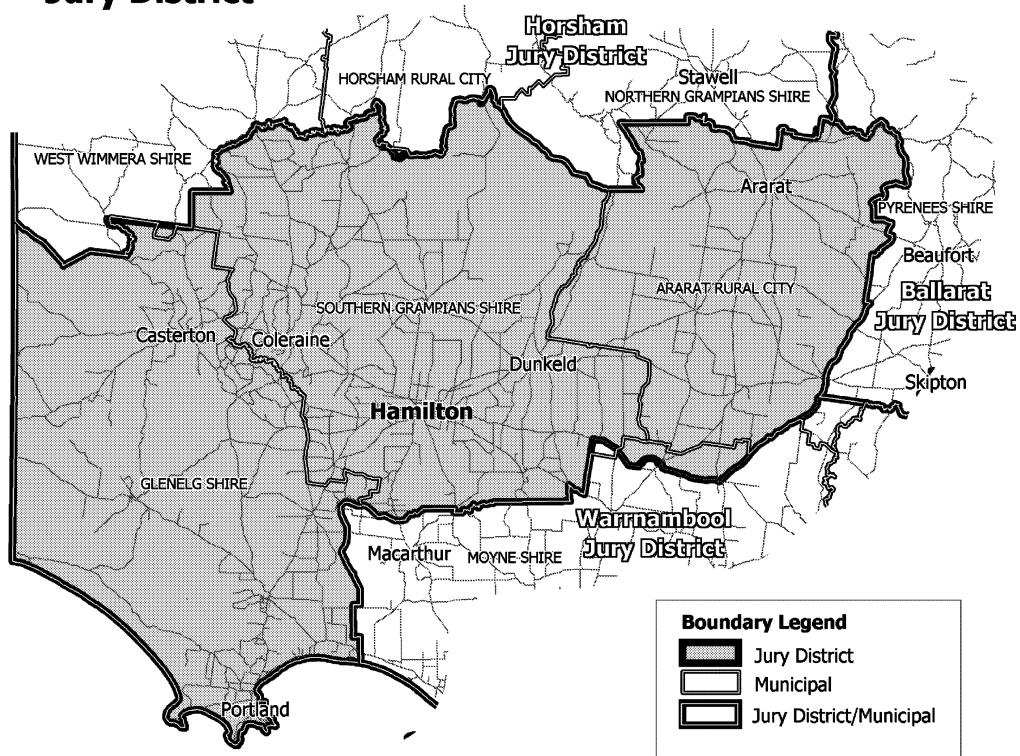 Jury District
Horsham
Jury District
HORSHAM RURAL CITY
Stawell
NORTHERN GRAMPIANS SHIRE
WEST WIMMERA SHIRE
Ararat
PYRENEES SHIRE
Beaufort
ARARAT RURAL CITY
Ballarat
Jury District
SOUTHERN GRAMPIANS SHIRE
Casterton
Coleraine
Dunkeld
Skipton
Hamilton
GLENELG SHIRE
Warrnambool
Jury District
Macarthur
MOYNE SHIRE
Portland
Boundary Legend
Jury District
Municipal
Jury District/Municipal